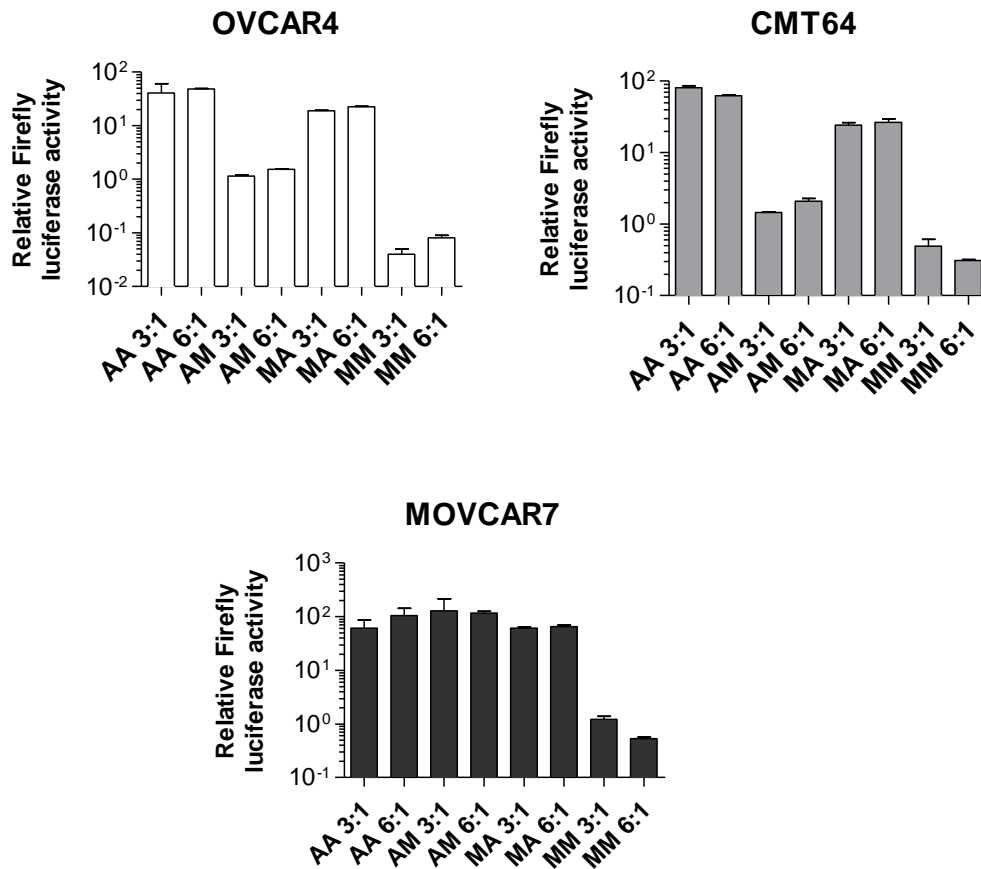 OVCAR4
Relative Firefly
luciferase activity
10²
10¹
10⁰
10⁻¹
10⁻²
AA 3:1
AA 6:1
AM 3:1
AM 6:1
MA 3:1
MA 6:1
MM 3:1
MM 6:1
CMT64
Relative Firefly
luciferase activity
10²
10¹
10⁰
10⁻¹
AA 3:1
AA 6:1
AM 3:1
AM 6:1
MA 3:1
MA 6:1
MM 3:1
MM 6:1
MOVCAR7
Relative Firefly
luciferase activity
10³
10²
10¹
10⁰
10⁻¹
AA 3:1
AA 6:1
AM 3:1
AM 6:1
MA 3:1
MA 6:1
MM 3:1
MM 6:1